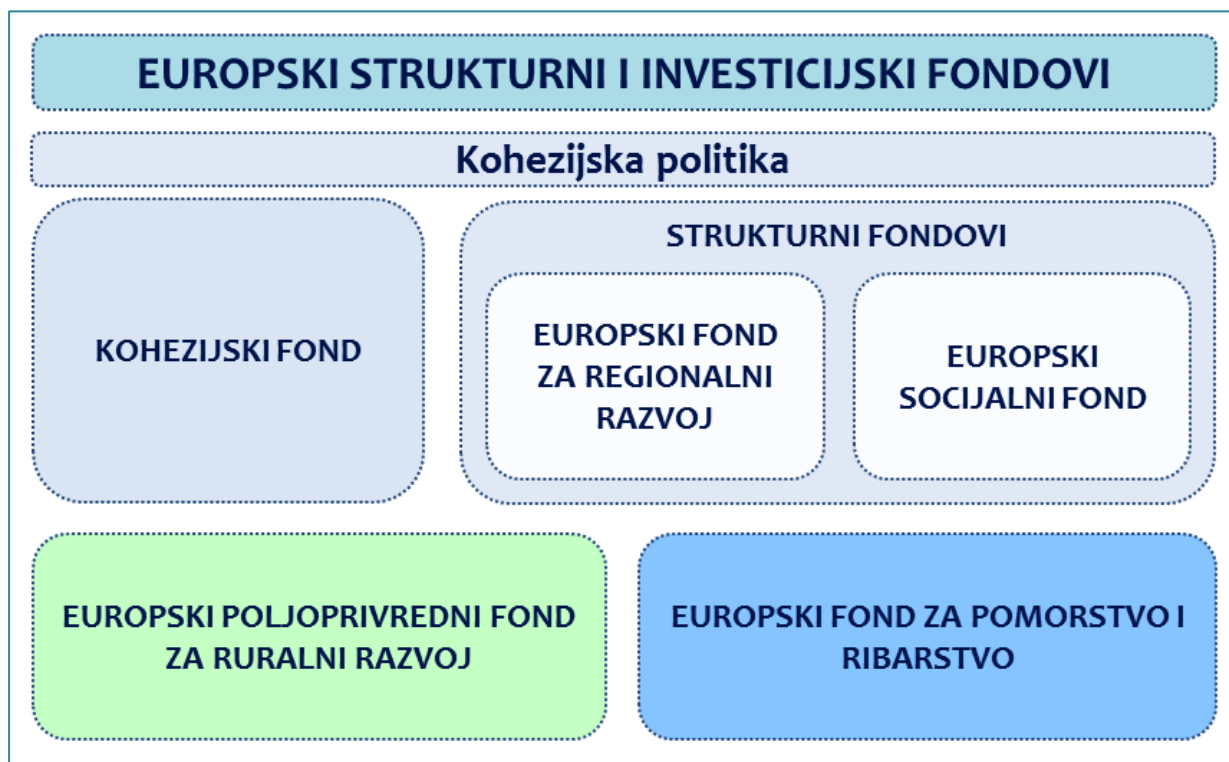 EUROPSKI STRUKTURNI I INVESTICIJSKI FONDOVI
Kohezijska politika
KOHEZIJSKI FOND
STRUKTURNI FONDOVI
EUROPSKI FOND
ZA REGIONALNI
RAZVOJ
EUROPSKI
SOCIJALNI FOND
EUROPSKI POLJOPRIVREDNI FOND
ZA RURALNI RAZVOJ
EUROPSKI FOND ZA POMORSTVO I
RIBARSTVO